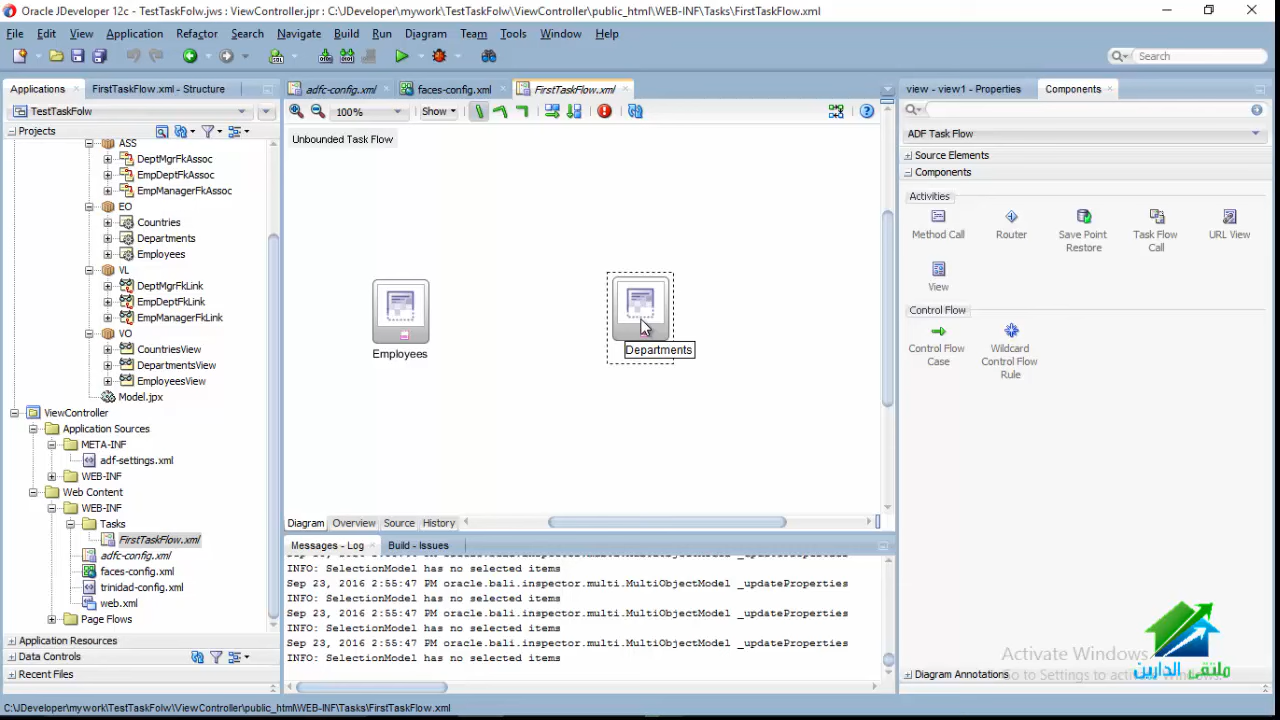 Oracle JDeveloper 12c - TestTaskFolw.jws : ViewController.jpr : C:\JDeveloper\mywork\TestTaskFolw\ViewController\public_html\WEB-INF\Tasks\FirstTaskFlow.xml
File Edit View Application Refactor Search Navigate Build Run Diagram Team Tools Window Help
Search
Applications FirstTaskFlow.xml - Structure
adfc-config.xml faces-config.xml FirstTaskFlow.xml
view - view1 - Properties Components
TestTaskFolw
100% Show
Projects
ADF Task Flow
Unbounded Task Flow
ASS
DeptMgrFkAssoc
EmpDeptFkAssoc
EmpManagerFkAssoc
EO
Countries
Departments
Employees
VL
DeptMgrFkLink
EmpDeptFkLink
EmpManagerFkLink
VO
CountriesView
DepartmentsView
EmployeesView
Model.jpx
ViewController
Application Sources
META-INF
adf-settings.xml
WEB-INF
Web Content
WEB-INF
Tasks
FirstTaskFlow.xml
adfc-config.xml
faces-config.xml
trinidad-config.xml
web.xml
Page Flows
Application Resources
Data Controls
Recent Files
Employees
Departments
Diagram Overview Source History
Messages - Log Build - Issues
INFO: SelectionModel has no selected items
Sep 23, 2016 2:55:47 PM oracle.bali.inspector.multi.MultiObjectModel _updateProperties
INFO: SelectionModel has no selected items
Sep 23, 2016 2:55:47 PM oracle.bali.inspector.multi.MultiObjectModel _updateProperties
INFO: SelectionModel has no selected items
Sep 23, 2016 2:55:47 PM oracle.bali.inspector.multi.MultiObjectModel _updateProperties
INFO: SelectionModel has no selected items
Source Elements
Components
Activities
Method Call
Router
Save Point Restore
Task Flow Call
URL View
View
Control Flow
Control Flow Case
Wildcard Control Flow Rule
Activate Windows
Go to Settings to activate
ملتقى الدارين
Diagram Annotations
C:\JDeveloper\mywork\TestTaskFolw\ViewController\public_html\WEB-INF\Tasks\FirstTaskFlow.xml